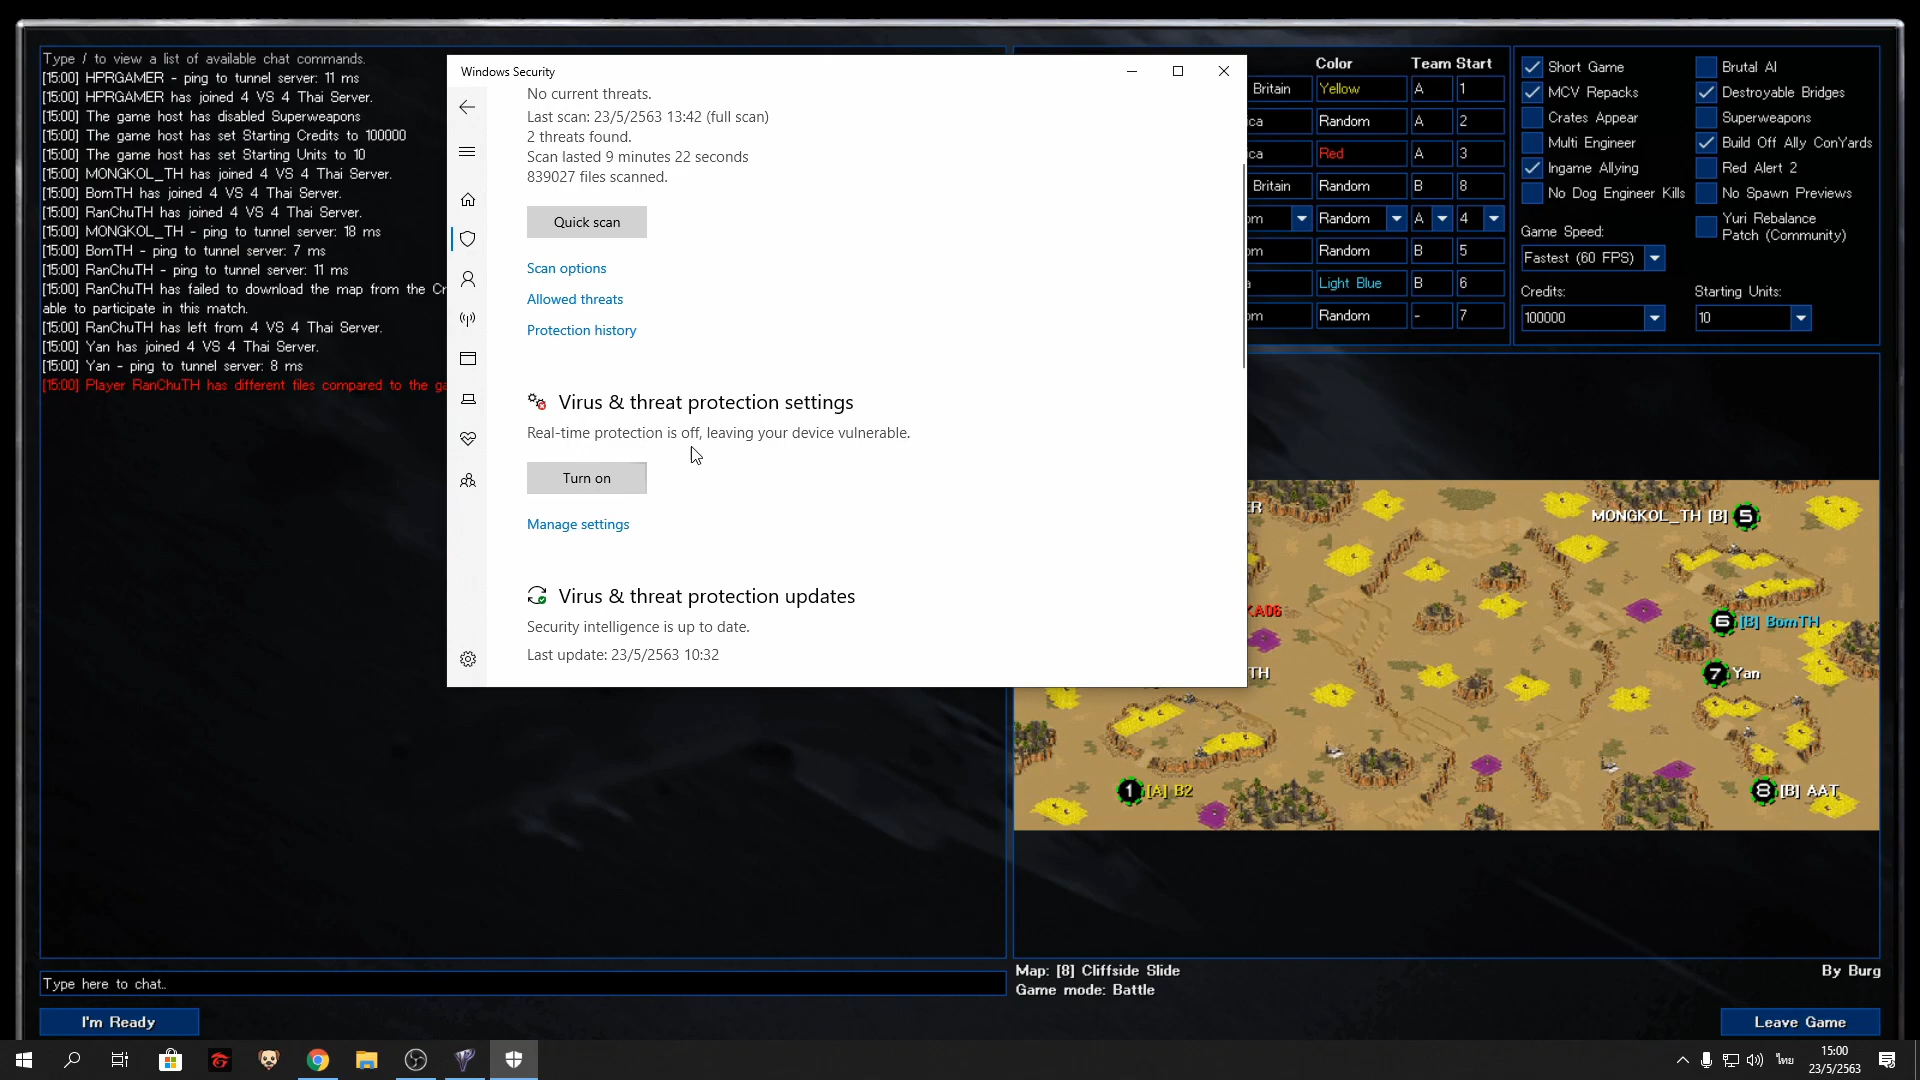 Type / to view a list of available chat commands.
[15:00] HPRGAMER - ping to tunnel server: 11 ms
[15:00] HPRGAMER has joined 4 VS 4 Thai Server.
[15:00] The game host has disabled Superweapons
[15:00] The game host has set Starting Credits to 100000
[15:00] The game host has set Starting Units to 10
[15:00] MONGKOL_TH has joined 4 VS 4 Thai Server.
[15:00] BomTH has joined 4 VS 4 Thai Server.
[15:00] RanChuTH has joined 4 VS 4 Thai Server.
[15:00] MONGKOL_TH - ping to tunnel server: 18 ms
[15:00] BomTH - ping to tunnel server: 7 ms
[15:00] RanChuTH - ping to tunnel server: 11 ms
[15:00] RanChuTH has failed to download the map from the Cr
able to participate in this match.
[15:00] RanChuTH has left from 4 VS 4 Thai Server.
[15:00] Yan has joined 4 VS 4 Thai Server.
[15:00] Yan - ping to tunnel server: 8 ms
[15:00] Player RanChuTH has different files compared to the ga
Type here to chat..
I'm Ready
Windows Security
No current threats.
Last scan: 23/5/2563 13:42 (full scan)
2 threats found.
Scan lasted 9 minutes 22 seconds
839027 files scanned.
Quick scan
Scan options
Allowed threats
Protection history
Virus & threat protection settings
Real-time protection is off, leaving your device vulnerable.
Turn on
Manage settings
Virus & threat protection updates
Security intelligence is up to date.
Last update: 23/5/2563 10:32
Color Team Start
Britain Yellow A 1
ica Random A 2
ica Red A 3
Britain Random B 8
om Random A 4
om Random B 5
a Light Blue B 6
om Random - 7
Short Game
MCV Repacks
Crates Appear
Multi Engineer
Ingame Allying
No Dog Engineer Kills
Game Speed:
Fastest (60 FPS)
Credits:
100000
Brutal AI
Destroyable Bridges
Superweapons
Build Off Ally ConYards
Red Alert 2
No Spawn Previews
Yuri Rebalance
Patch (Community)
Starting Units:
10
ER
MONGKOL_TH [B] 5
KA06
6 [B] BomTH
TH
7 Yan
1 [A] B2
8 [B] AAT
Map: [8] Cliffside Slide
By Burg
Game mode: Battle
Leave Game
ไทย
15:00
23/5/2563